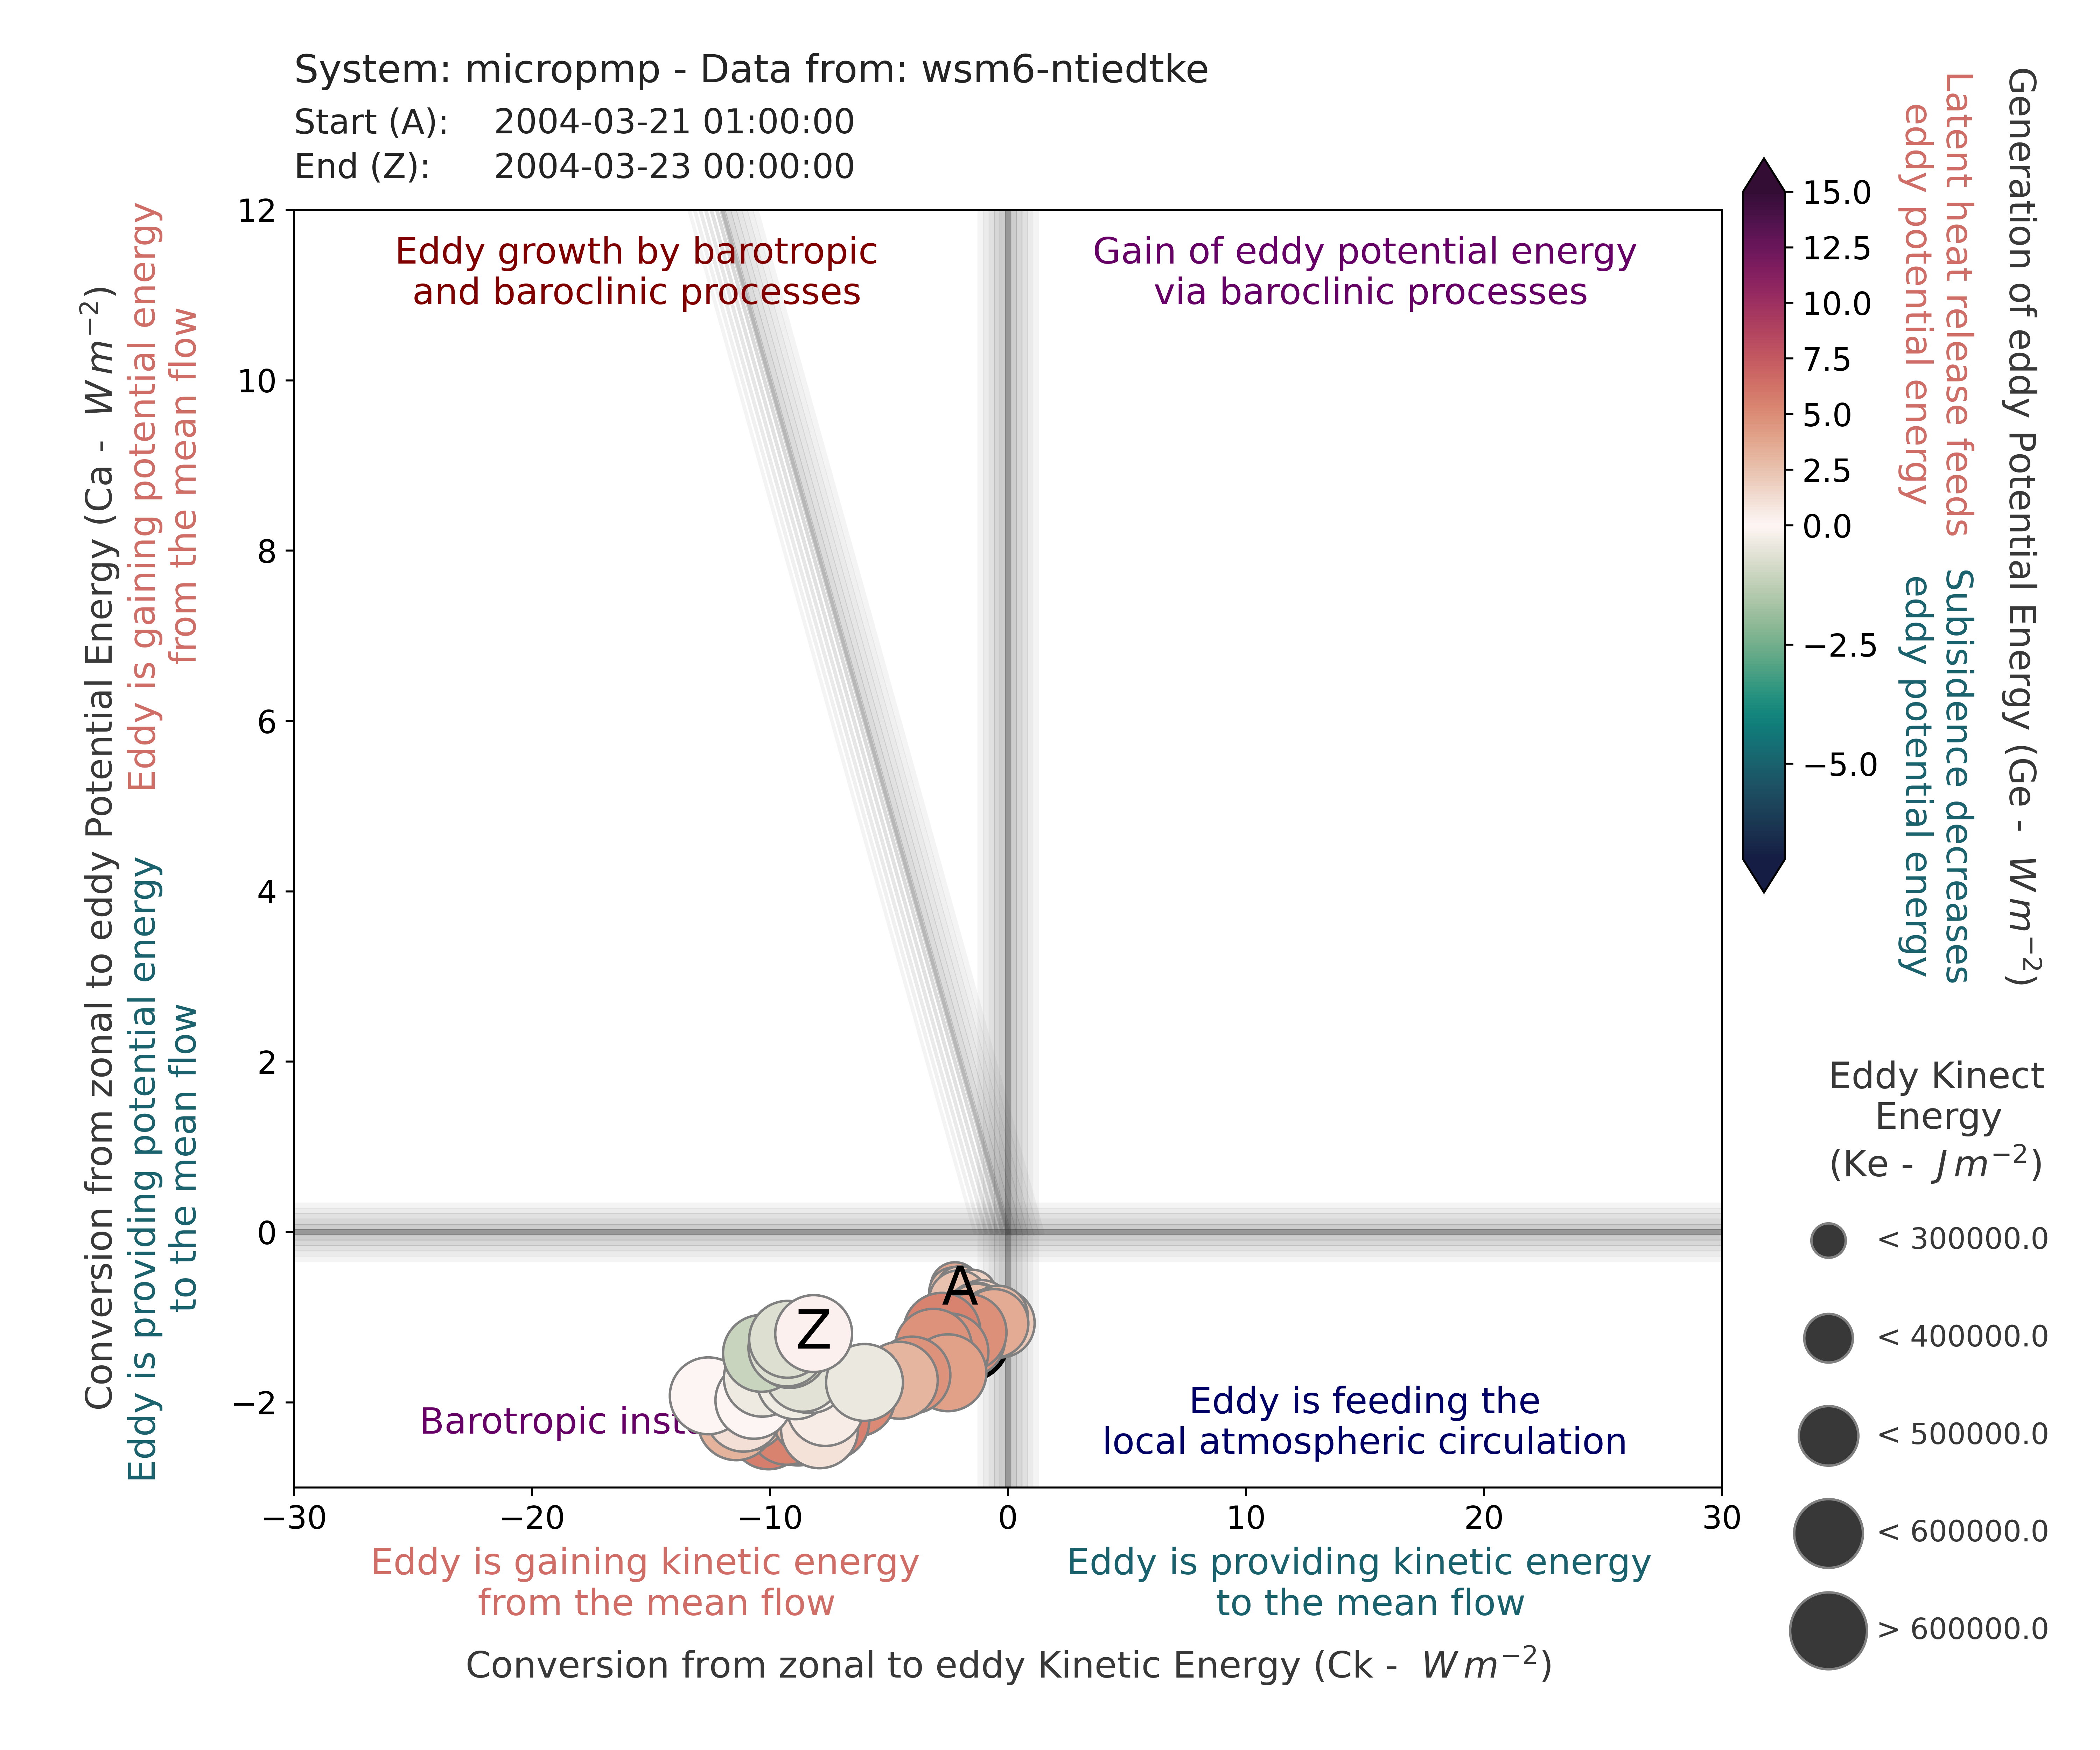 System: micropmp - Data from: wsm6-ntiedtke
Start (A): 2004-03-21 01:00:00
End (Z): 2004-03-23 00:00:00
Conversion from zonal to eddy Potential Energy (Ca - W m⁻²)
Eddy is gaining potential energy
from the mean flow
Eddy is providing potential energy
to the mean flow
12
10
8
6
4
2
0
−2
Eddy growth by barotropic
and baroclinic processes
Gain of eddy potential energy
via baroclinic processes
A
Z
Barotropic
Eddy is feeding the
local atmospheric circulation
−30
−20
−10
0
10
20
30
Eddy is gaining kinetic energy
from the mean flow
Eddy is providing kinetic energy
to the mean flow
Conversion from zonal to eddy Kinetic Energy (Ck - W m⁻²)
15.0
12.5
10.0
7.5
5.0
2.5
0.0
−2.5
−5.0
Latent heat release feeds
eddy potential energy
Subisidence decreases
eddy potential energy
Generation of eddy Potential Energy (Ge - W m⁻²)
Eddy Kinect
Energy
(Ke - J m⁻²)
< 300000.0
< 400000.0
< 500000.0
< 600000.0
> 600000.0